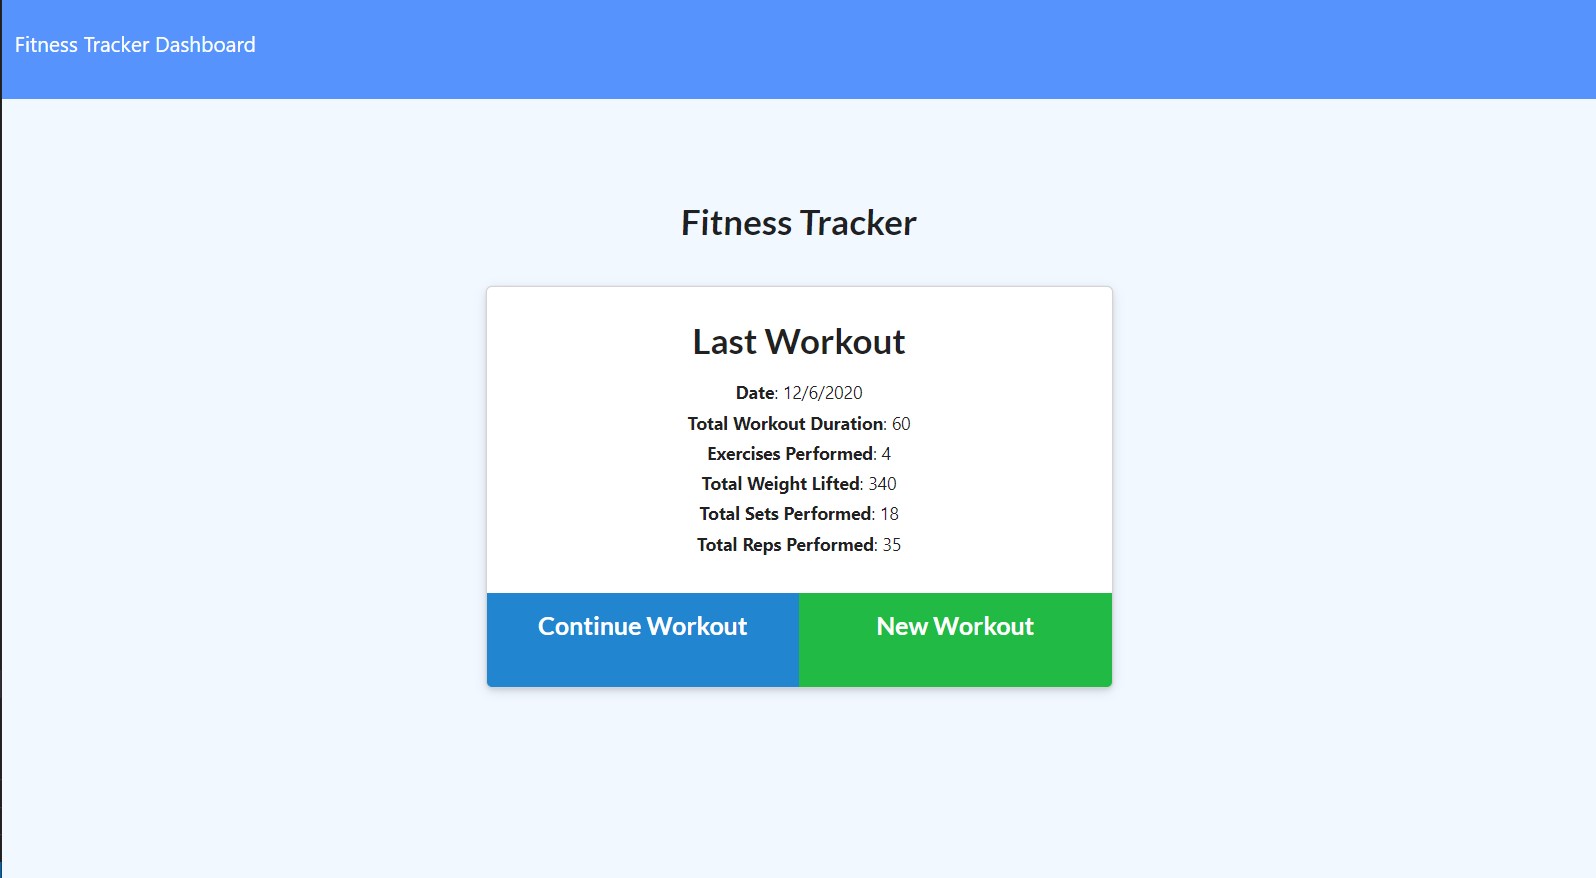 Fitness Tracker Dashboard
Fitness Tracker
Last Workout
Date: 12/6/2020
Total Workout Duration: 60
Exercises Performed: 4
Total Weight Lifted: 340
Total Sets Performed: 18
Total Reps Performed: 35
Continue Workout
New Workout